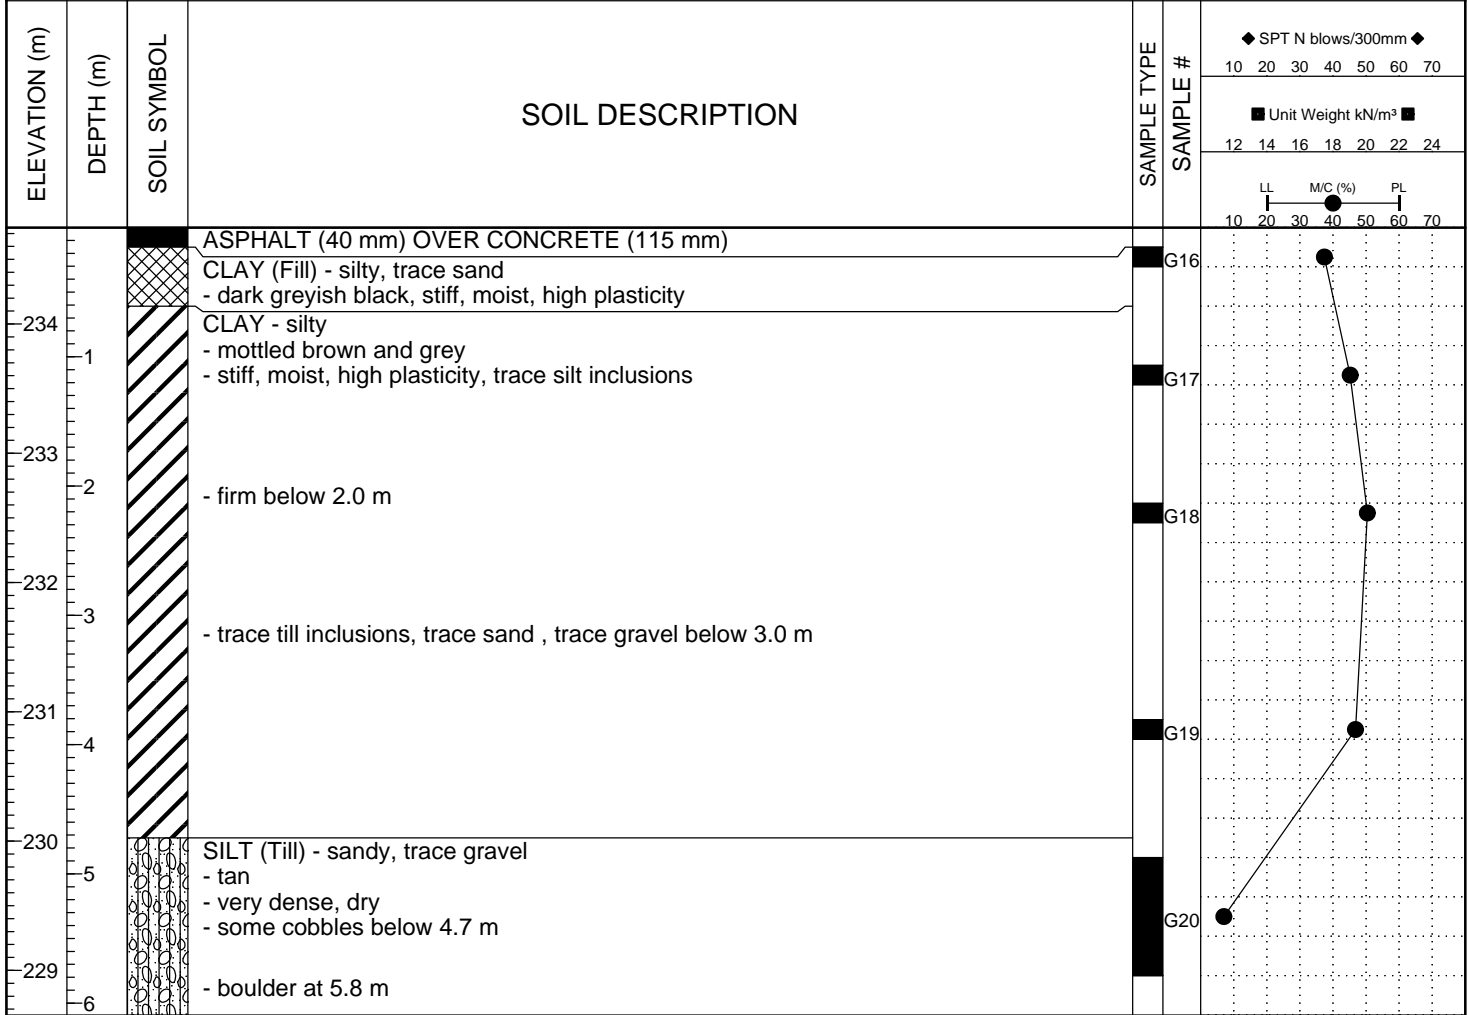 ELEVATION (m)
DEPTH (m)
SOIL SYMBOL
SOIL DESCRIPTION
SAMPLE TYPE
SAMPLE #
◆ SPT N blows/300mm ◆
10 20 30 40 50 60 70
■ Unit Weight kN/m³ ■
12 14 16 18 20 22 24
LL M/C (%) PL
10 20 30 40 50 60 70
ASPHALT (40 mm) OVER CONCRETE (115 mm)
G16
CLAY (Fill) - silty, trace sand
- dark greyish black, stiff, moist, high plasticity
234
CLAY - silty
1
- mottled brown and grey
- stiff, moist, high plasticity, trace silt inclusions
G17
233
2
- firm below 2.0 m
G18
232
3
- trace till inclusions, trace sand , trace gravel below 3.0 m
231
G19
4
230
SILT (Till) - sandy, trace gravel
5
- tan
- very dense, dry
G20
- some cobbles below 4.7 m
229
- boulder at 5.8 m
6